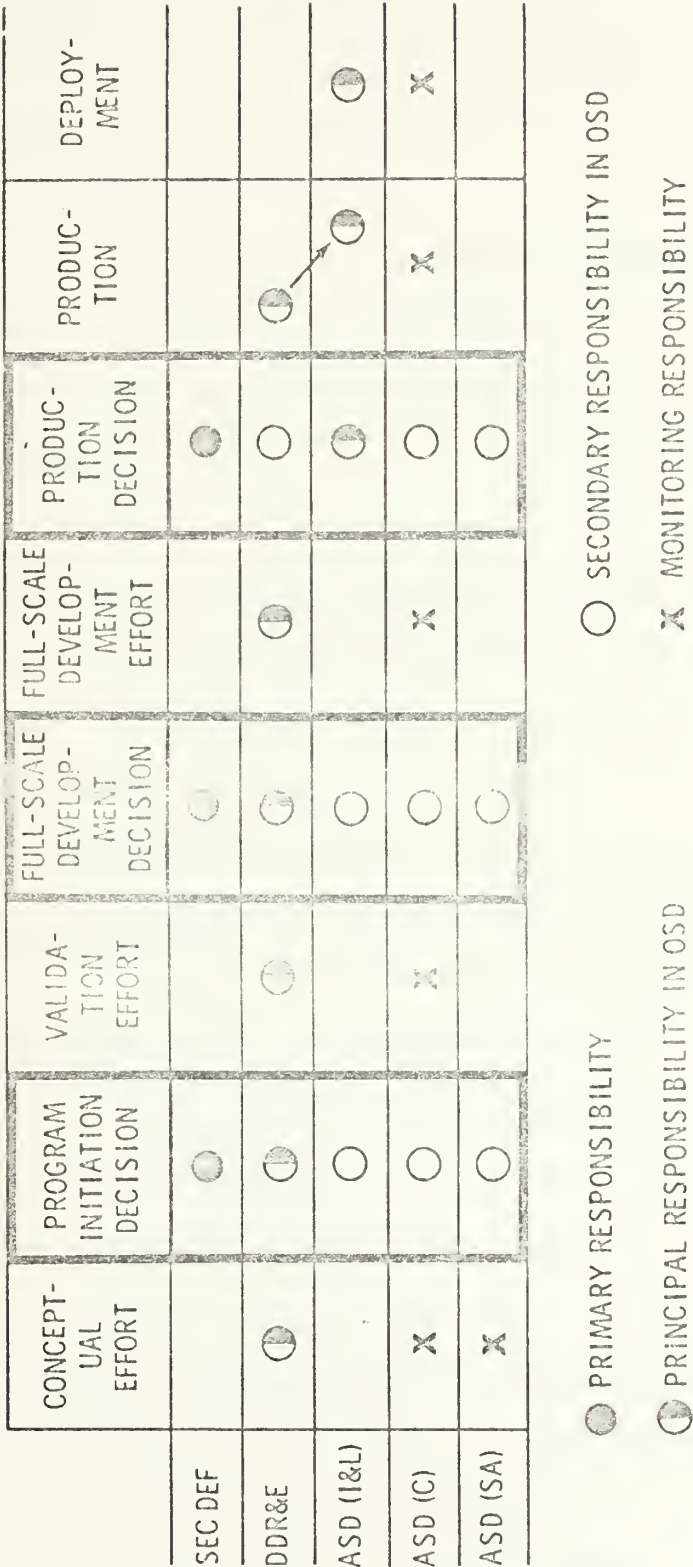 CONCEPT-
UAL
EFFORT
PROGRAM
INITIATION
DECISION
VALIDA-
TION
EFFORT
FULL-SCALE
DEVELOP-
MENT
DECISION
FULL-SCALE
DEVELOP-
MENT
EFFORT
PRODUC-
TION
DECISION
PRODUC-
TION
DEPLOY-
MENT
SEC DEF
DDR&E
ASD (I&L)
X X X X X
ASD (C)
X
ASD (SA)
PRIMARY RESPONSIBILITY
SECONDARY RESPONSIBILITY IN OSD
PRINCIPAL RESPONSIBILITY IN OSD
X MONITORING RESPONSIBILITY